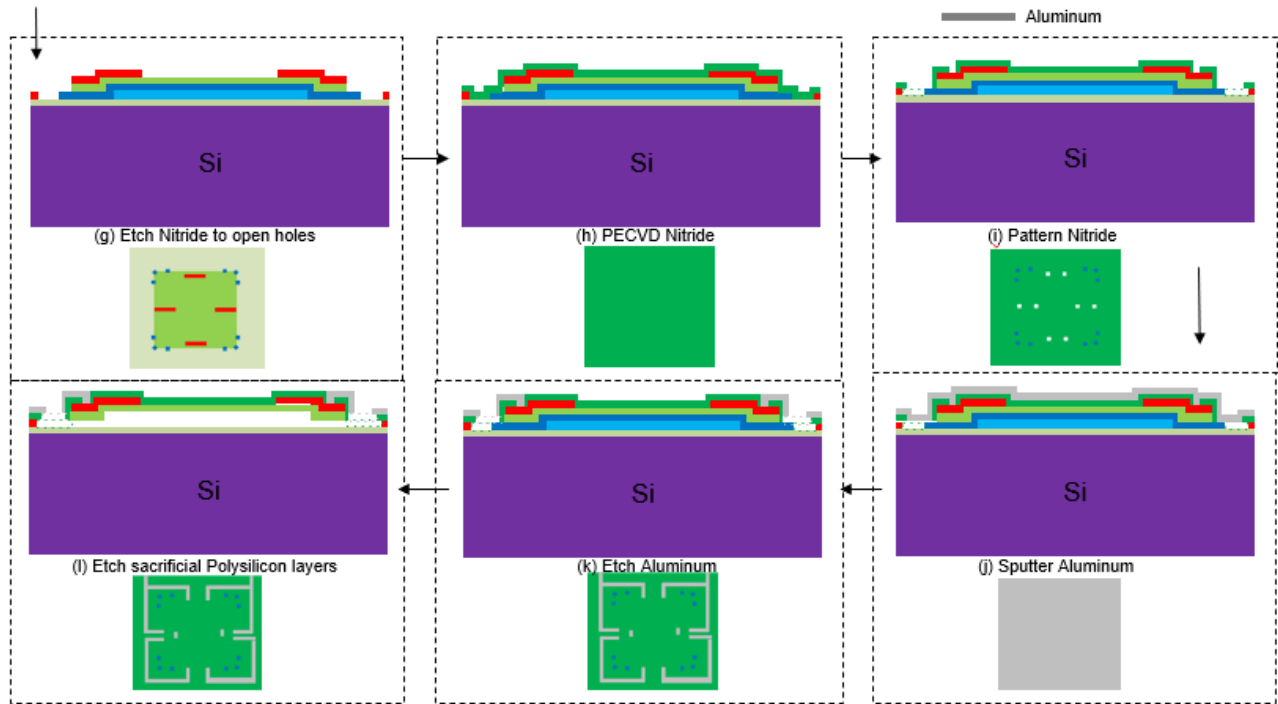 Aluminum
Si
Si
Si
(g) Etch Nitride to open holes
(h) PECVD Nitride
(i) Pattern Nitride
Si
Si
Si
(l) Etch sacrificial Polysilicon layers
(k) Etch Aluminum
(j) Sputter Aluminum